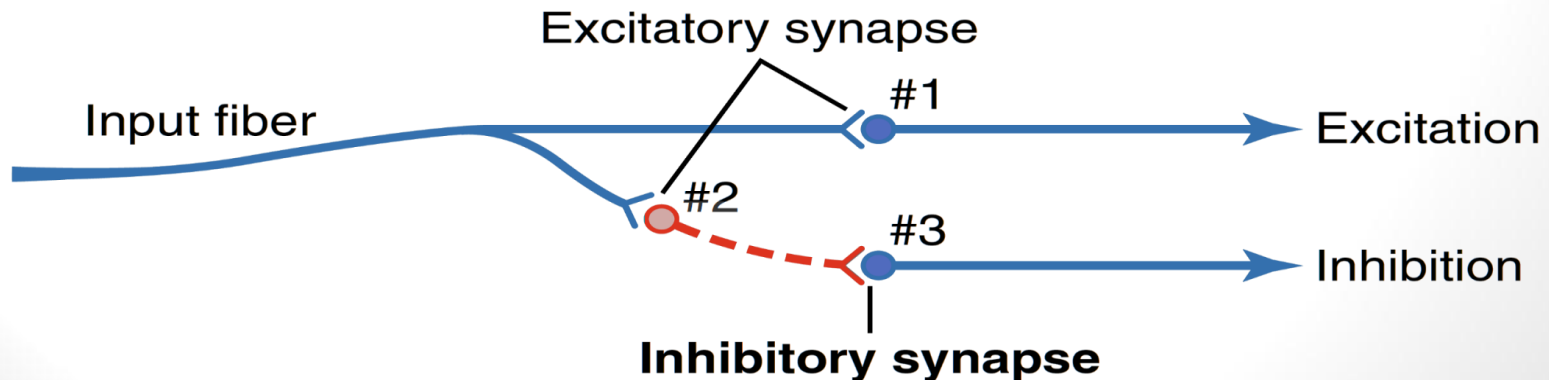 Excitatory synapse
#1
Input fiber
Excitation
#2
#3
Inhibition
Inhibitory synapse